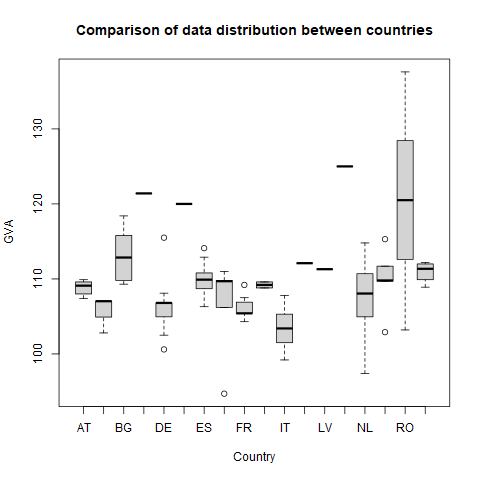 Comparison of data distribution between countries
GVA
130
120
110
100
AT BG DE ES FR IT LV NL RO
Country